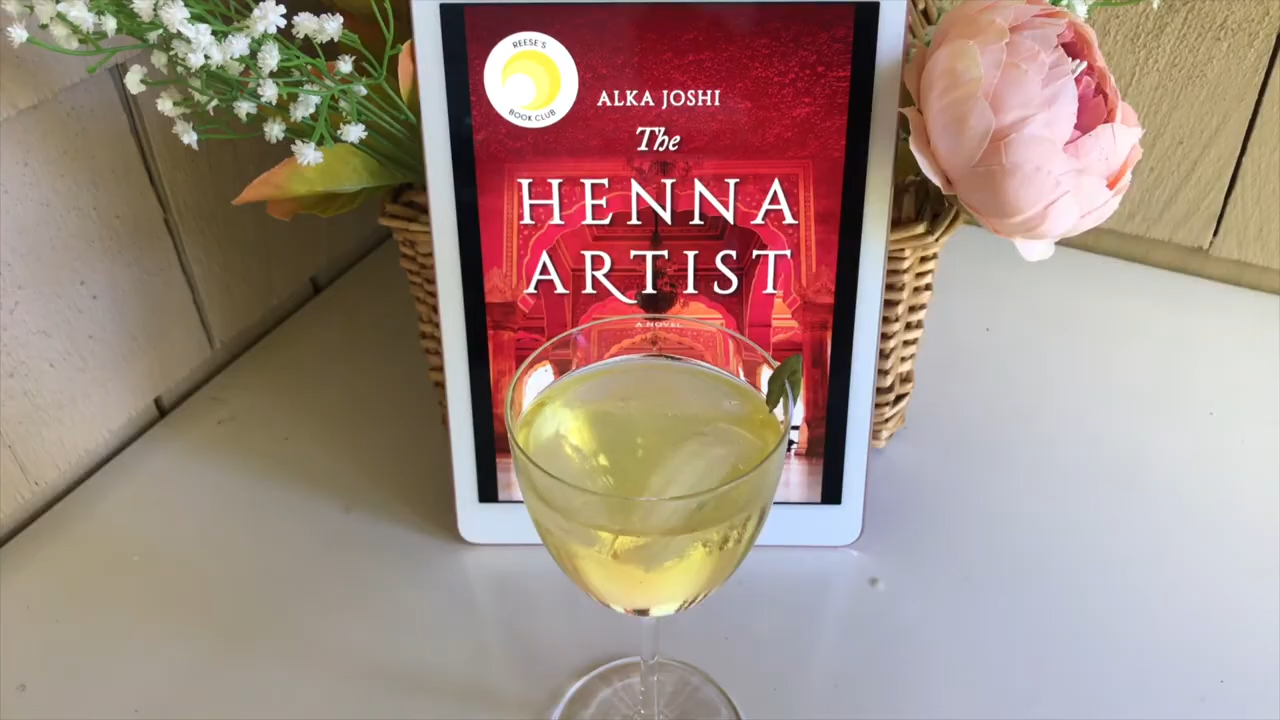 REESE'S
BOOK CLUB
ALKA JOSHI
The
HENNA
ARTIST
A NOVEL